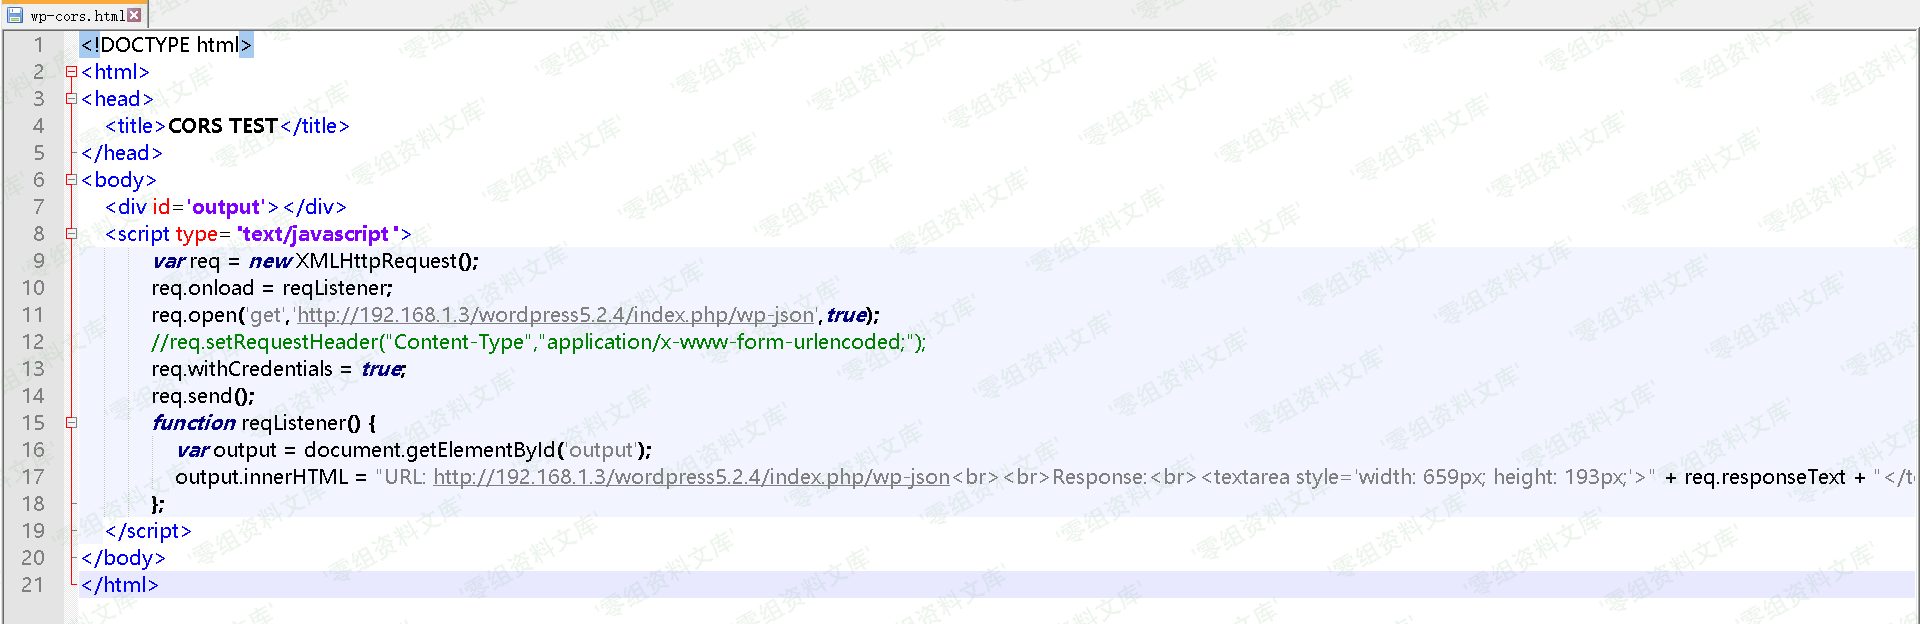 wp-cors.html
1 <!DOCTYPE html>
2 <html>
3 <head>
4 <title>CORS TEST</title>
5 </head>
6 <body>
7 <div id='output'></div>
8 <script type="text/javascript">
9 var req = new XMLHttpRequest();
10 req.onload = reqListener;
11 req.open('get','http://192.168.1.3/wordpress5.2.4/index.php/wp-json',true);
12 //req.setRequestHeader("Content-Type","application/x-www-form-urlencoded;");
13 req.withCredentials = true;
14 req.send();
15 function reqListener() {
16 var output = document.getElementById('output');
17 output.innerHTML = "URL: http://192.168.1.3/wordpress5.2.4/index.php/wp-json<br><br>Response:<br><textarea style='width: 659px; height: 193px;'>" + req.responseText + "</t
18 };
19 </script>
20 </body>
21 </html>
'零组资料文库'